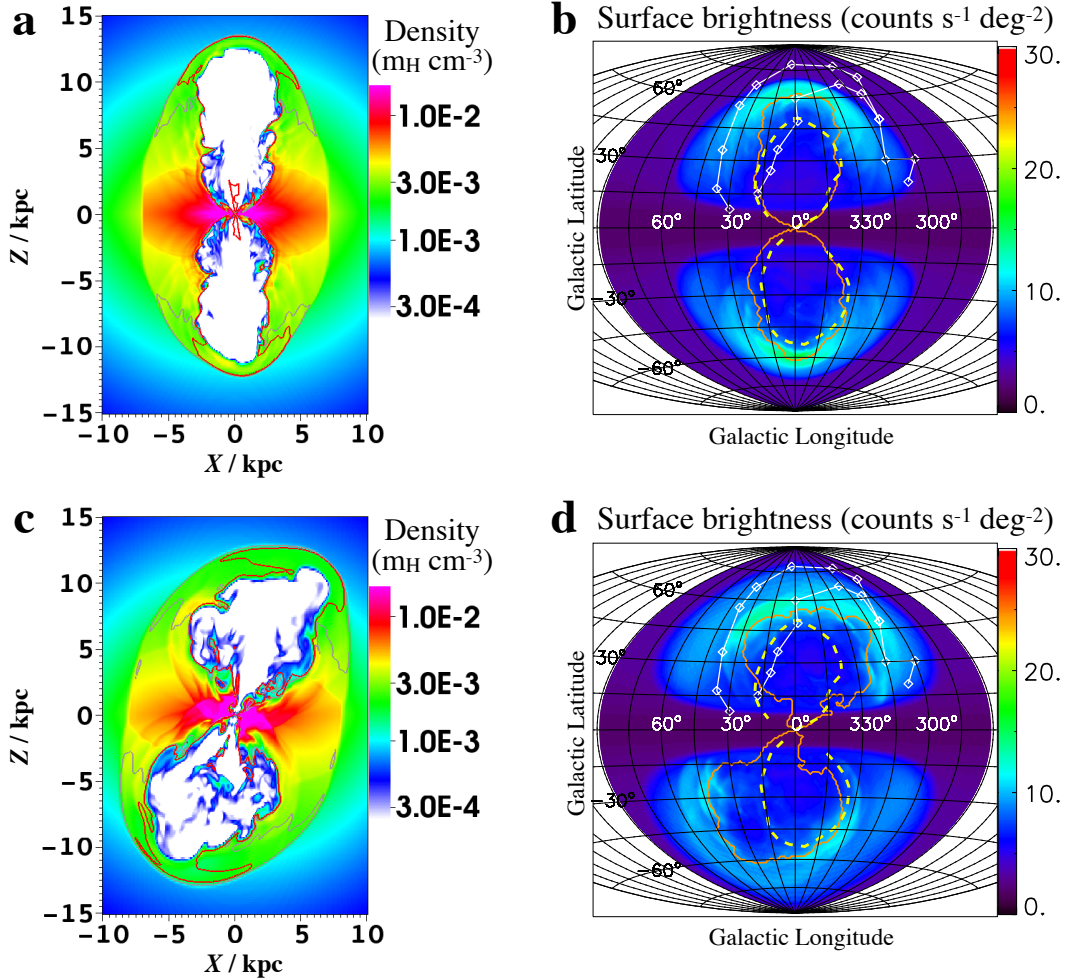 a
Density
(mH cm-3)
15
10
5
0
−5
−10
−15
Z / kpc
−10 −5 0 5 10
X / kpc
1.0E-2
3.0E-3
1.0E-3
3.0E-4
b Surface brightness (counts s-1 deg-2)
60°
30°
60° 30° 0° 330° 300°
−30°
−60°
Galactic Latitude
Galactic Longitude
30.
20.
10.
0.
c
Density
(mH cm-3)
15
10
5
0
−5
−10
−15
Z / kpc
−10 −5 0 5 10
X / kpc
1.0E-2
3.0E-3
1.0E-3
3.0E-4
d Surface brightness (counts s-1 deg-2)
60°
30°
60° 30° 0° 330° 300°
−30°
−60°
Galactic Latitude
Galactic Longitude
30.
20.
10.
0.